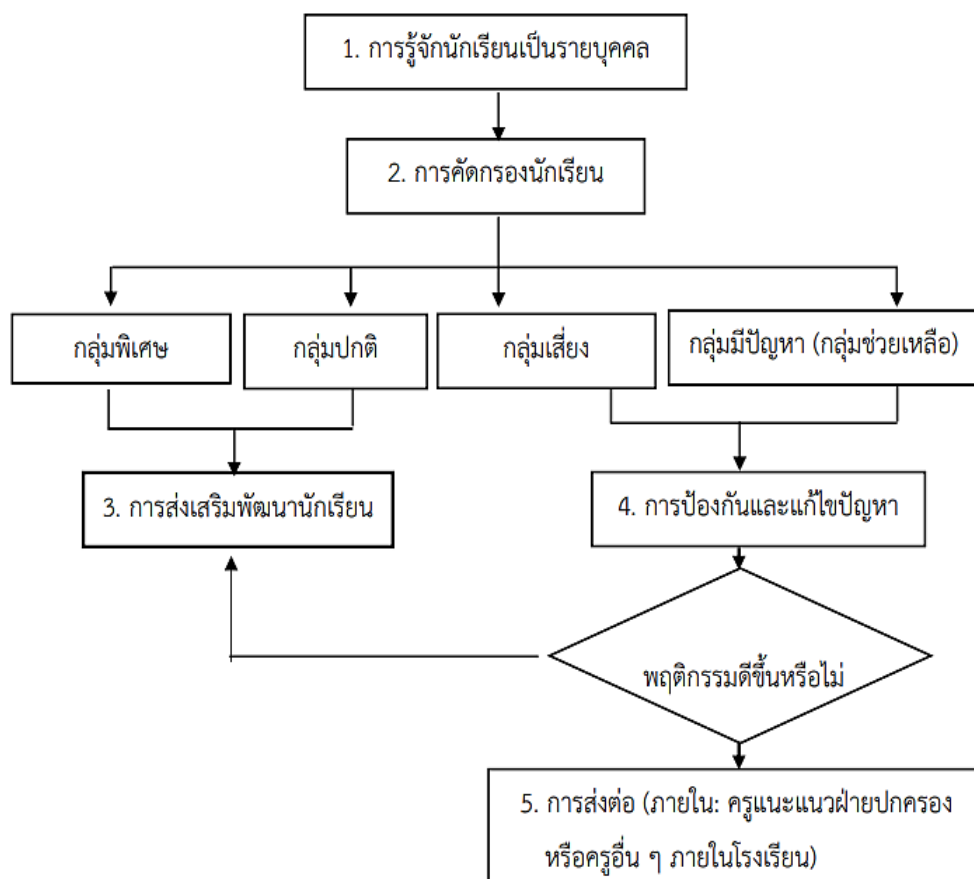 1. การรู้จักนักเรียนเป็นรายบุคคล
2. การคัดกรองนักเรียน
กลุ่มพิเศษ
กลุ่มปกติ
กลุ่มเสี่ยง
กลุ่มมีปัญหา (กลุ่มช่วยเหลือ)
3. การส่งเสริมพัฒนานักเรียน
4. การป้องกันและแก้ไขปัญหา
พฤติกรรมดีขึ้นหรือไม่
5. การส่งต่อ (ภายใน: ครูแนะแนวฝ่ายปกครอง
หรือครูอื่น ๆ ภายในโรงเรียน)